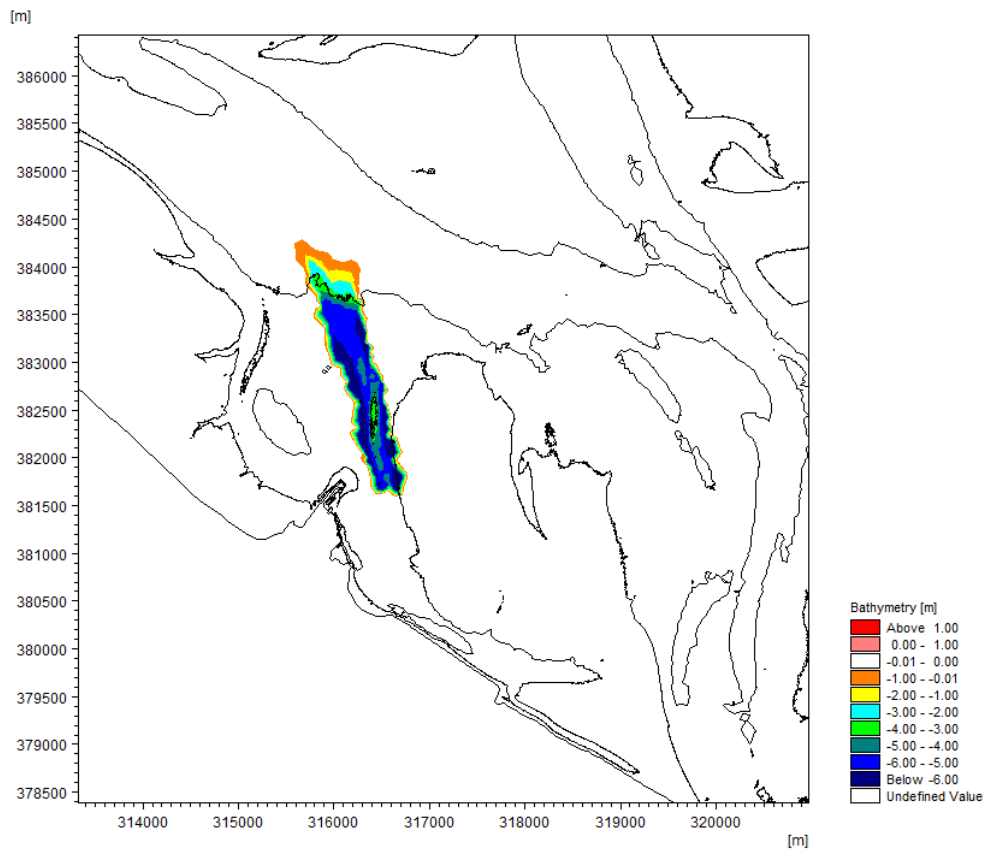 [m]
386000
385500
385000
384500
384000
383500
383000
382500
382000
381500
381000
380500
380000
379500
379000
378500
314000 315000 316000 317000 318000 319000 320000
[m]
Bathymetry [m]
Above 1.00
0.00 - 1.00
-0.01 - 0.00
-1.00 - -0.01
-2.00 - -1.00
-3.00 - -2.00
-4.00 - -3.00
-5.00 - -4.00
-6.00 - -5.00
Below -6.00
Undefined Value